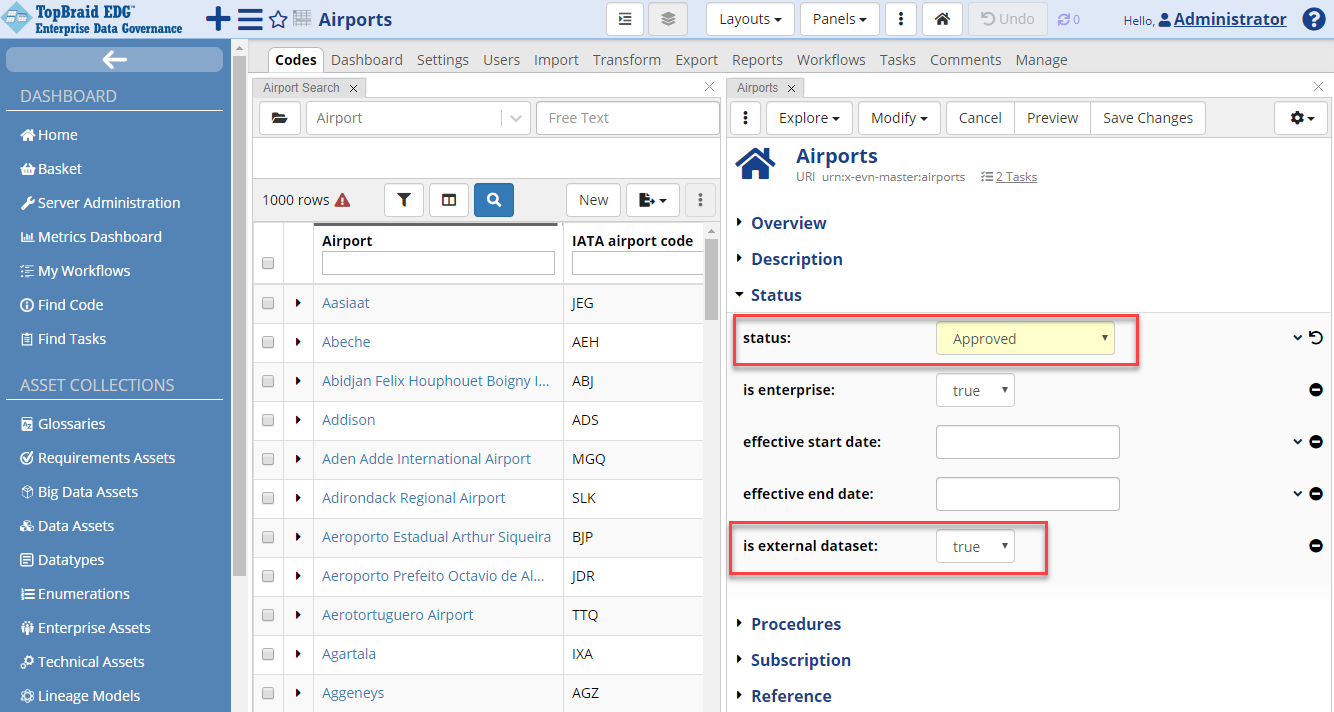 TopBraid EDG™
Enterprise Data Governance
Airports
Layouts
Panels
Undo
0
Hello, Administrator
?
DASHBOARD
Home
Basket
Server Administration
Metrics Dashboard
My Workflows
Find Code
Find Tasks
ASSET COLLECTIONS
Glossaries
Requirements Assets
Big Data Assets
Data Assets
Datatypes
Enumerations
Enterprise Assets
Technical Assets
Lineage Models
Codes Dashboard Settings Users Import Transform Export Reports Workflows Tasks Comments Manage
Airport Search
Airport
Free Text
1000 rows
New
Airport IATA airport code
Aasiaat JEG
Abeche AEH
Abidjan Felix Houphouet Boigny I... ABJ
Addison ADS
Aden Adde International Airport MGQ
Adirondack Regional Airport SLK
Aeroporto Estadual Arthur Siqueira BJP
Aeroporto Prefeito Octavio de Al... JDR
Aerotortuguero Airport TTQ
Agartala IXA
Aggeneys AGZ
Airports
Explore Modify Cancel Preview Save Changes
Airports
URI urn:x-evn-master:airports 2 Tasks
Overview
Description
Status
status: Approved
is enterprise: true
effective start date:
effective end date:
is external dataset: true
Procedures
Subscription
Reference